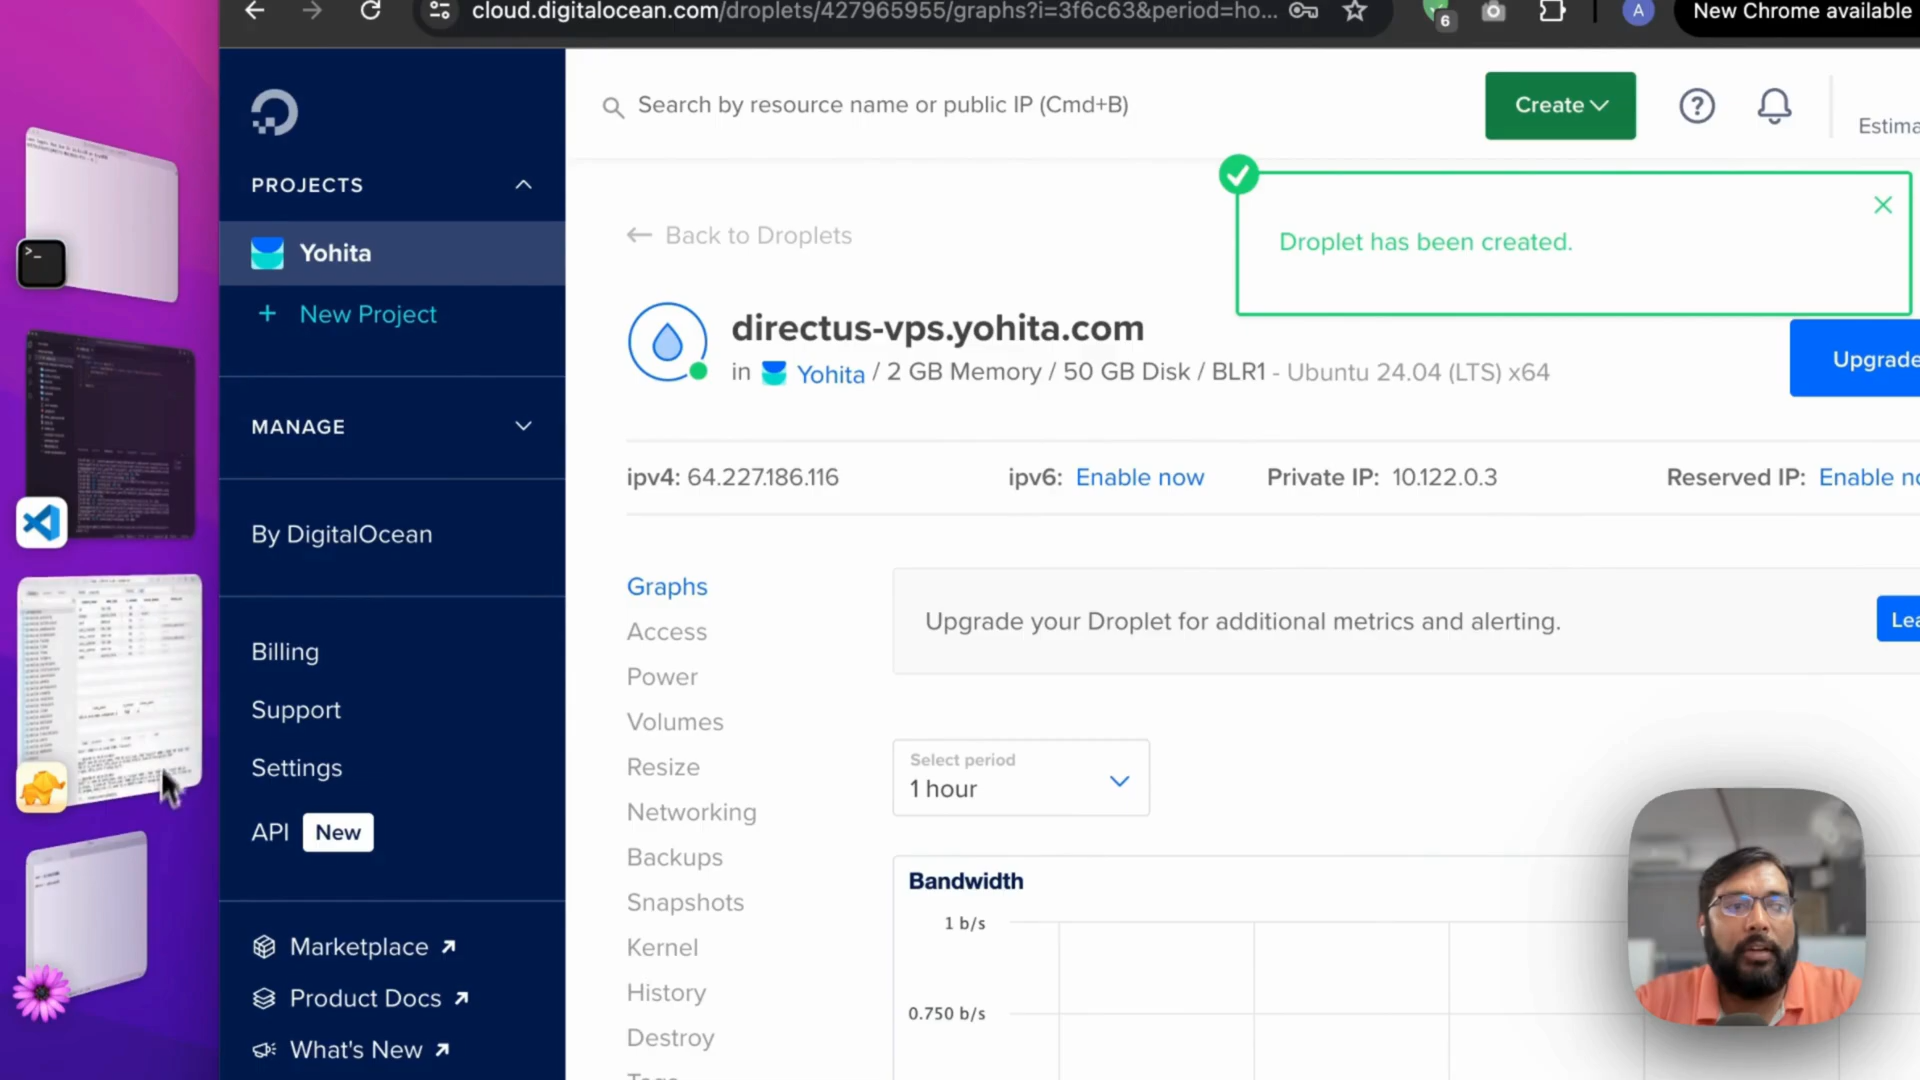 cloud.digitalocean.com/droplets/427965955/graphs?i=3f6c63&period=ho...
6
A
New Chrome available
Search by resource name or public IP (Cmd+B)
Create
Estima
PROJECTS
Yohita
+ New Project
MANAGE
By DigitalOcean
Billing
Support
Settings
API New
Marketplace
Product Docs
What's New
← Back to Droplets
Droplet has been created.
directus-vps.yohita.com
in Yohita / 2 GB Memory / 50 GB Disk / BLR1 - Ubuntu 24.04 (LTS) x64
Upgrade
ipv4: 64.227.186.116
ipv6: Enable now
Private IP: 10.122.0.3
Reserved IP: Enable no
Graphs
Access
Power
Volumes
Resize
Networking
Backups
Snapshots
Kernel
History
Destroy
Tags
Upgrade your Droplet for additional metrics and alerting.
Lea
Select period
1 hour
Bandwidth
1 b/s
0.750 b/s